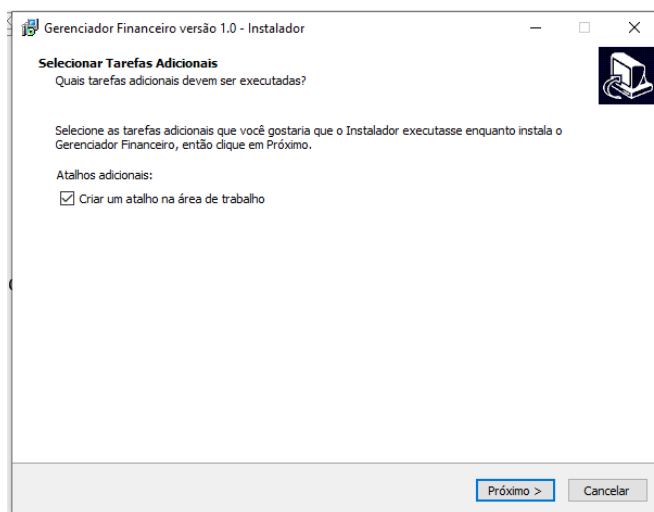 Gerenciador Financeiro versão 1.0 - Instalador
Selecionar Tarefas Adicionais
Quais tarefas adicionais devem ser executadas?
Selecione as tarefas adicionais que você gostaria que o Instalador executasse enquanto instala o
Gerenciador Financeiro, então clique em Próximo.
Atalhos adicionais:
Criar um atalho na área de trabalho
Próximo >
Cancelar